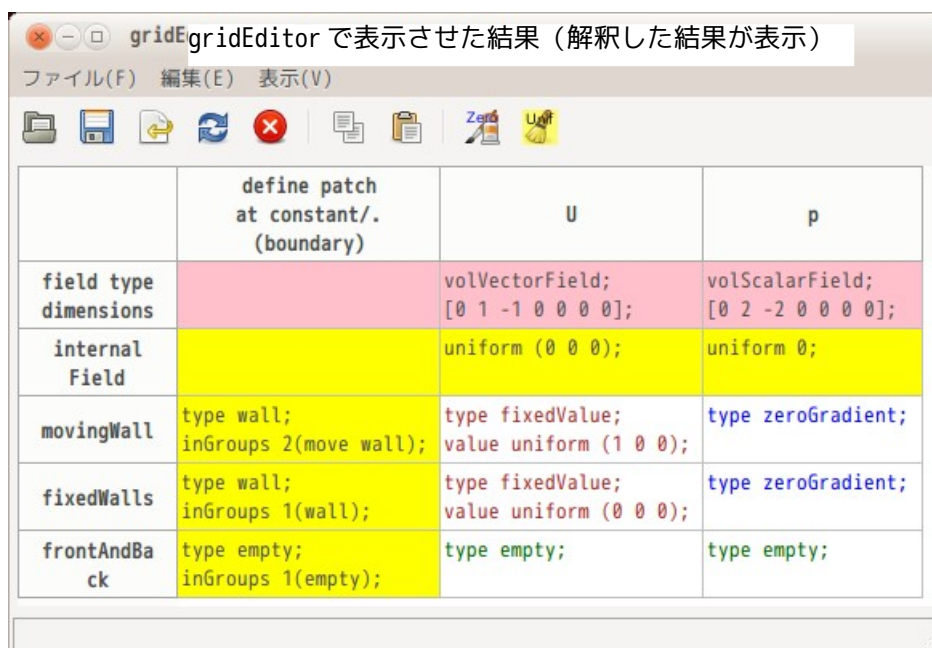 gridE
gridEditor で表示させた結果（解釈した結果が表示）
ファイル(F) 編集(E) 表示(V)
Zero
Unif
define patch
at constant/.
(boundary)
U
p
field type
dimensions
volVectorField;
[0 1 -1 0 0 0 0];
volScalarField;
[0 2 -2 0 0 0 0];
internal
Field
uniform (0 0 0);
uniform 0;
movingWall
type wall;
inGroups 2(move wall);
type fixedValue;
value uniform (1 0 0);
type zeroGradient;
fixedWalls
type wall;
inGroups 1(wall);
type fixedValue;
value uniform (0 0 0);
type zeroGradient;
frontAndBa
ck
type empty;
inGroups 1(empty);
type empty;
type empty;